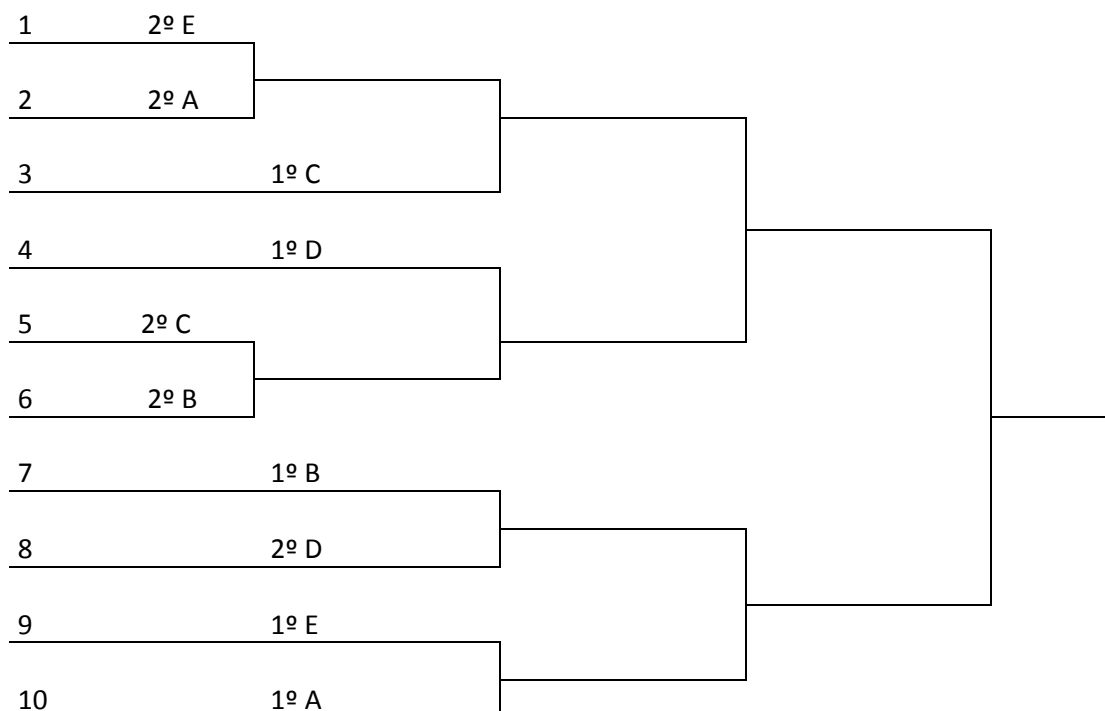 1 2º E
2 2º A
3 1º C
4 1º D
5 2º C
6 2º B
7 1º B
8 2º D
9 1º E
10 1º A